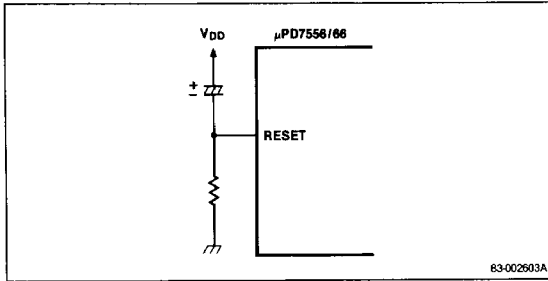 VDD
μPD7556/66
+
−
RESET
83-002603A